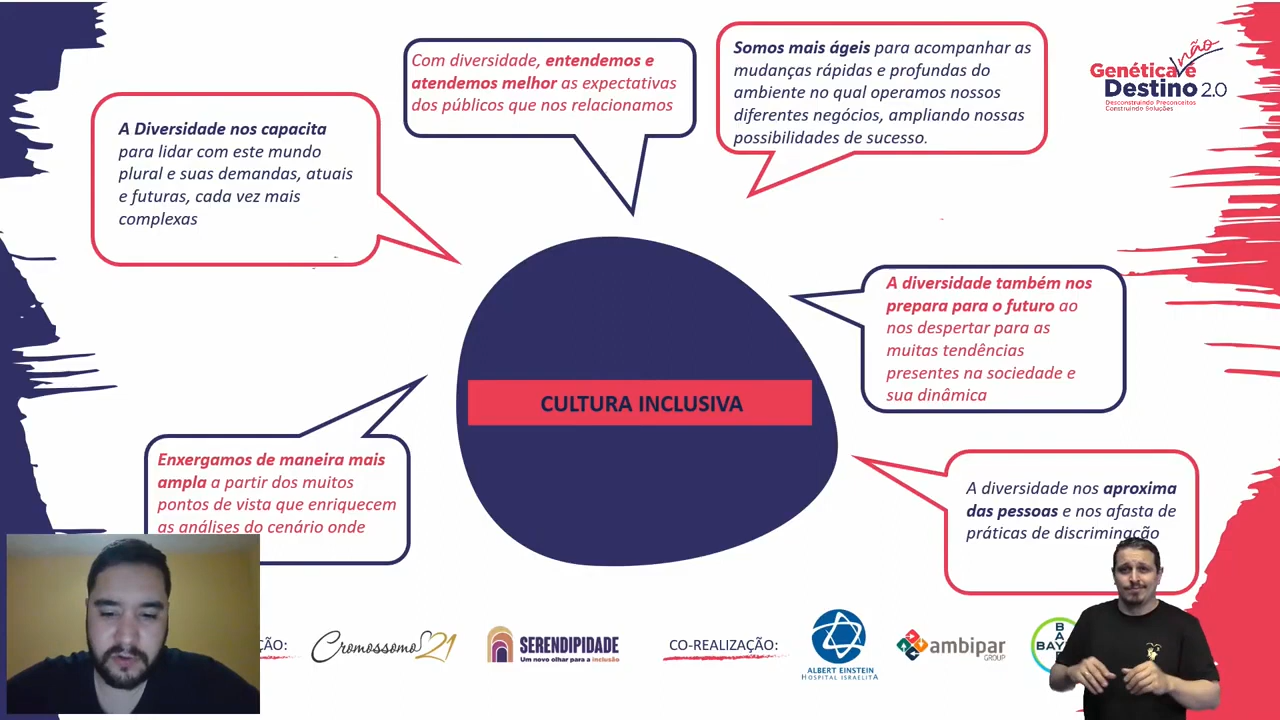 Com diversidade, entendemos e
atendemos melhor as expectativas
dos públicos que nos relacionamos
Somos mais ágeis para acompanhar as
mudanças rápidas e profundas do
ambiente no qual operamos nossos
diferentes negócios, ampliando nossas
possibilidades de sucesso.
não
Genética é
Destino 2.0
Desconstruindo Preconceitos
Construindo Soluções
A Diversidade nos capacita
para lidar com este mundo
plural e suas demandas, atuais
e futuras, cada vez mais
complexas
A diversidade também nos
prepara para o futuro ao
nos despertar para as
muitas tendências
presentes na sociedade e
sua dinâmica
CULTURA INCLUSIVA
Enxergamos de maneira mais
ampla a partir dos muitos
pontos de vista que enriquecem
as análises do cenário onde
A diversidade nos aproxima
das pessoas e nos afasta de
práticas de discriminação
ÇÃO:
Cromossomo 21
SERENDIPIDADE
Um novo olhar para a inclusão
CO-REALIZAÇÃO:
ALBERT EINSTEIN
HOSPITAL ISRAELITA
ambipar
GROUP
BAYE